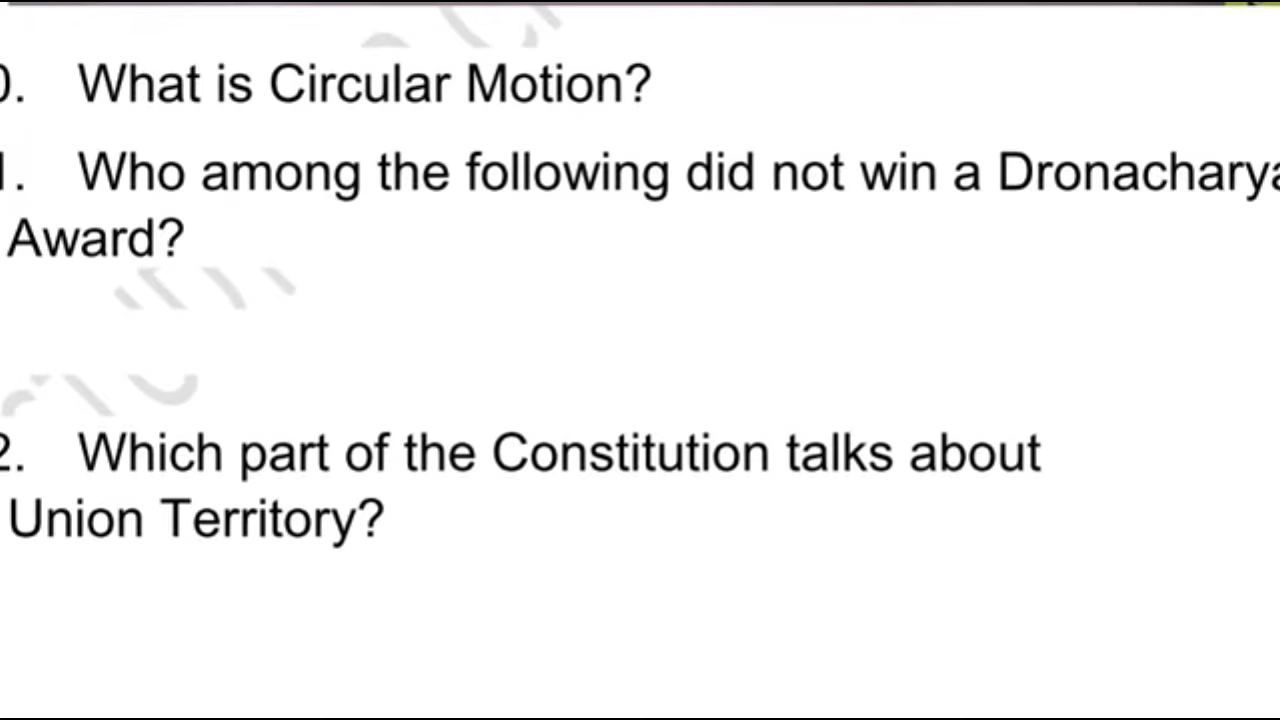 0. What is Circular Motion?
1. Who among the following did not win a Dronacharya
Award?
2. Which part of the Constitution talks about
Union Territory?